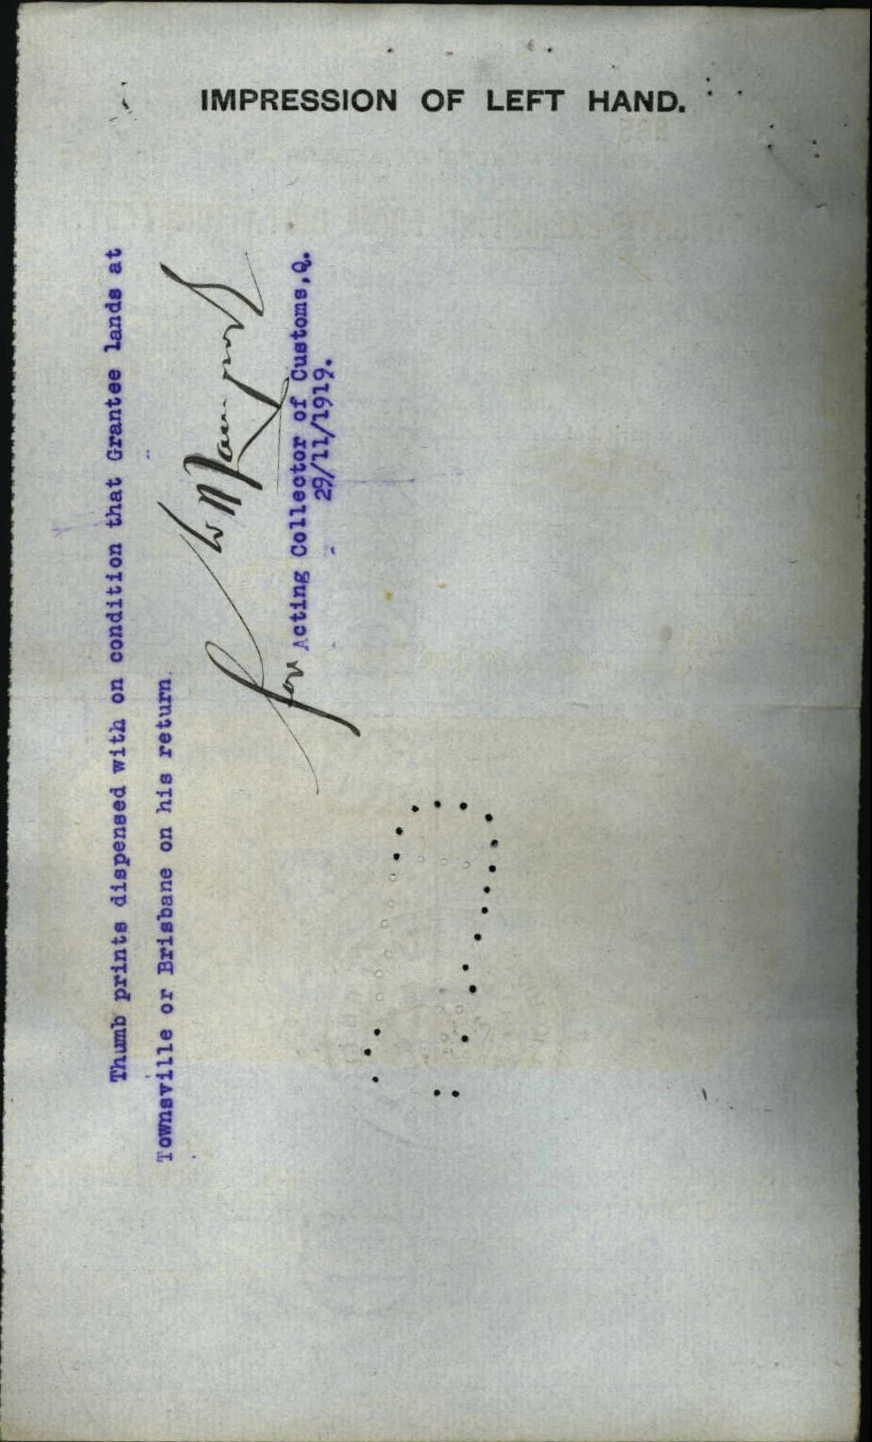 IMPRESSION OF LEFT HAND.
Thumb prints dispensed with on condition that Grantee lands at
Townsville or Brisbane on his return.
for
Acting Collector of Customs,Q.
29/11/1919.